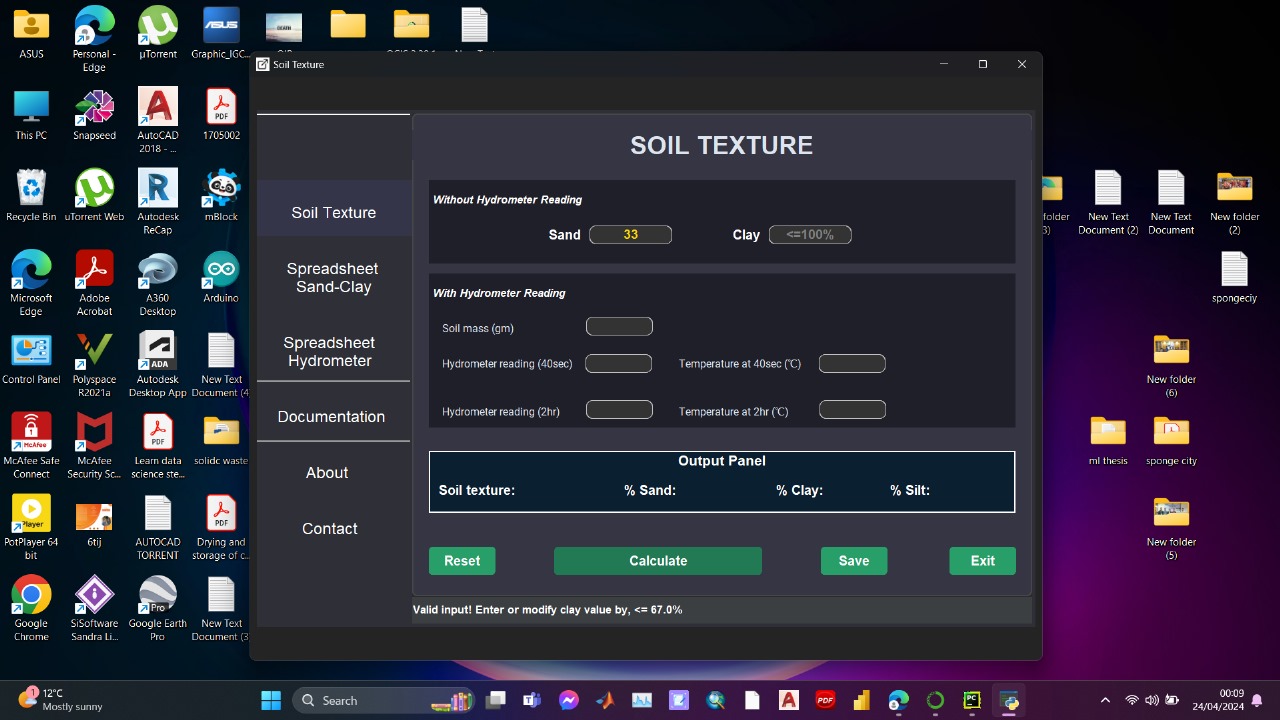 ASUS
Personal - Edge
µTorrent
Graphic_IGC...
Soil Texture
This PC
Snapseed
AutoCAD 2018 - ...
1705002
Recycle Bin
uTorrent Web
Autodesk ReCap
mBlock
Microsoft Edge
Adobe Acrobat
A360 Desktop
Arduino
Control Panel
Polyspace R2021a
Autodesk Desktop App
New Text Document (4
McAfee Safe Connect
McAfee Security Sc...
Learn data science ste...
solidc waste
PotPlayer 64 bit
6tij
AUTOCAD TORRENT
Drying and storage of c...
Google Chrome
SiSoftware Sandra Li...
Google Earth Pro
New Text Document (3
Soil Texture
Spreadsheet
Sand-Clay
Spreadsheet
Hydrometer
Documentation
About
Contact
SOIL TEXTURE
Without Hydrometer Reading
Sand 33 Clay <=100%
With Hydrometer Reading
Soil mass (gm)
Hydrometer reading (40sec) Temperature at 40sec (°C)
Hydrometer reading (2hr) Temperature at 2hr (°C)
Output Panel
Soil texture: % Sand: % Clay: % Silt:
Reset Calculate Save Exit
Valid input! Enter or modify clay value by, <= 67.0%
New Text Document (2)
New Text Document
New folder (2)
spongeciy
New folder (6)
ml thesis
sponge city
New folder (5)
1
12°C
Mostly sunny
Search
PDF
PC
00:09
24/04/2024